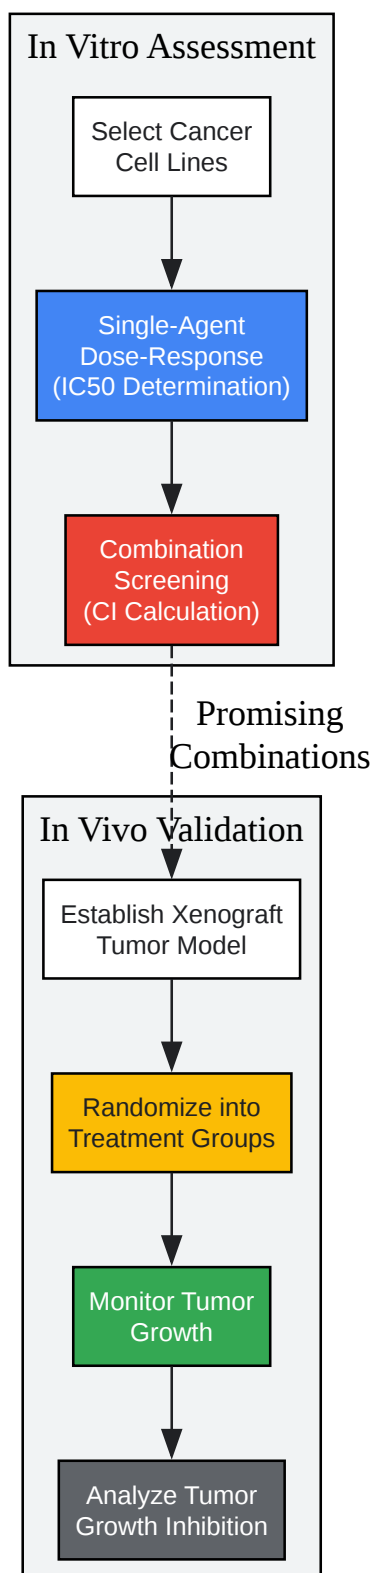 In Vitro Assessment
Select Cancer
Cell Lines
Single-Agent
Dose-Response
(IC50 Determination)
Combination
Screening
(CI Calculation)
Promising
Combinations
In Vivo Validation
Establish Xenograft
Tumor Model
Randomize into
Treatment Groups
Monitor Tumor
Growth
Analyze Tumor
Growth Inhibition